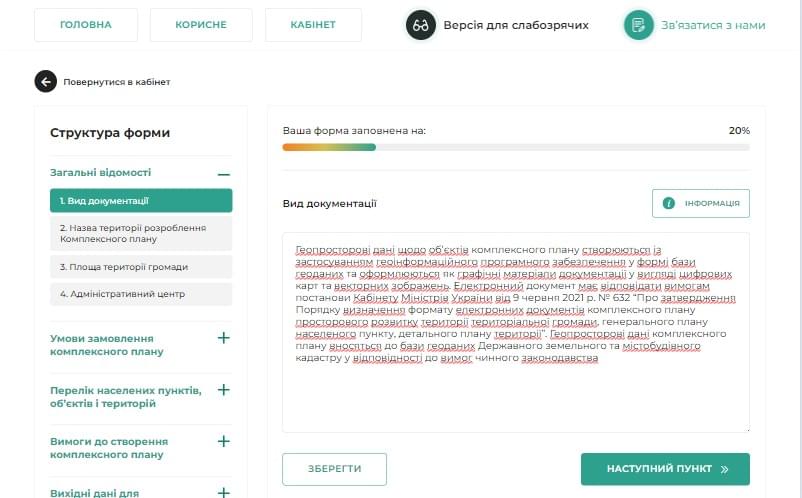 ГОЛОВНА
КОРИСНЕ
КАБІНЕТ
Версія для слабозрячих
Зв’язатися з нами
Повернутися в кабінет
Структура форми
Загальні відомості
1. Вид документації
2. Назва території розроблення
Комплексного плану
3. Площа території громади
4. Адміністративний центр
Умови замовлення
комплексного плану
Перелік населених пунктів,
об’єктів і територій
Вимоги до створення
комплексного плану
Вихідні дані для
Ваша форма заповнена на:
20%
Вид документації
ІНФОРМАЦІЯ
Геопросторові дані щодо об’єктів комплексного плану створюються із
застосуванням геоінформаційного програмного забезпечення у формі бази
геоданих та оформлюються як графічні матеріали документації у вигляді цифрових
карт та векторних зображень. Електронний документ має відповідати вимогам
постанови Кабінету Міністрів України від 9 червня 2021 р. № 632 “Про затвердження
Порядку визначення формату електронних документів комплексного плану
просторового розвитку території територіальної громади, генерального плану
населеного пункту, детального плану території”. Геопросторові дані комплексного
плану вносяться до бази геоданих Державного земельного та містобудівного
кадастру у відповідності до вимог чинного законодавства
ЗБЕРЕГТИ
НАСТУПНИЙ ПУНКТ »